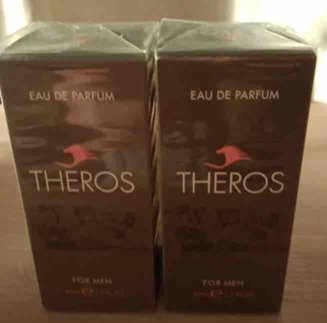 EAU DE PARFUM
THEROS
FOR MEN
EAU DE PARFUM
THEROS
FOR MEN